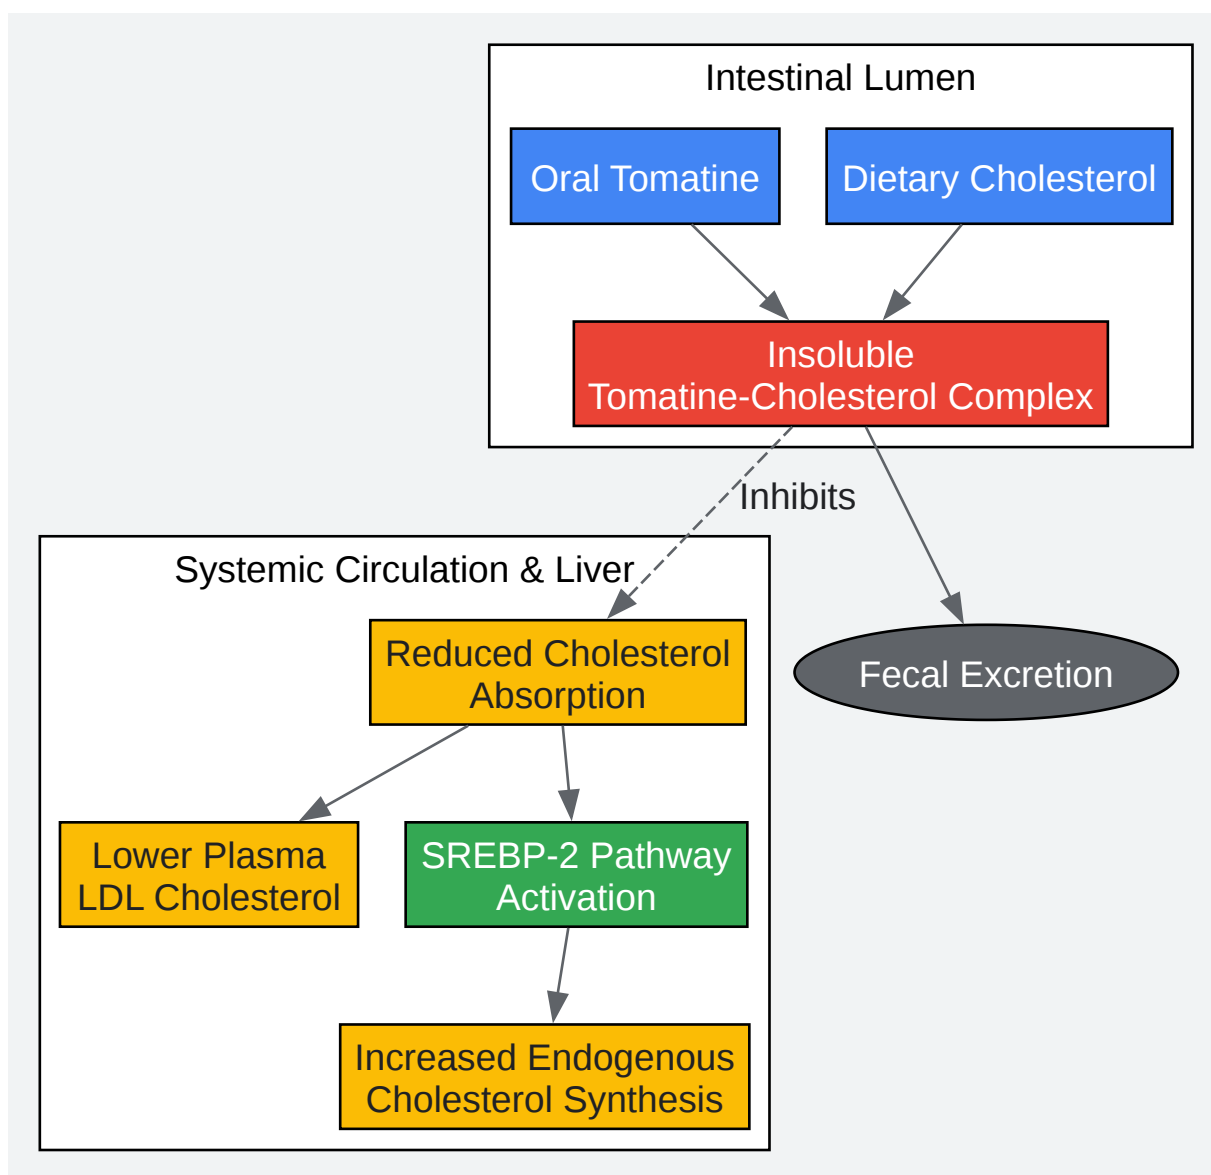 Intestinal Lumen
Oral Tomatine
Dietary Cholesterol
Insoluble
Tomatine-Cholesterol Complex
Inhibits
Systemic Circulation & Liver
Reduced Cholesterol
Absorption
Fecal Excretion
Lower Plasma
LDL Cholesterol
SREBP-2 Pathway
Activation
Increased Endogenous
Cholesterol Synthesis